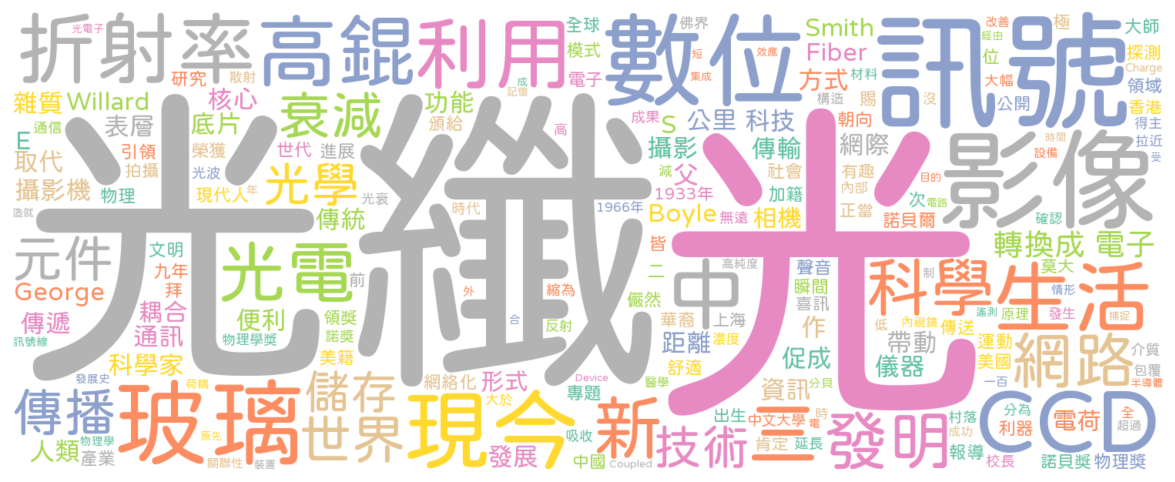 光電子
折射率
高錕
利用
全球
佛界
數位
短
改善
經由
極
大師
訊號
模式
Smith
Fiber
位
探測
Charge
研究
散射
成
記憶
電子
集成
效應
方式
材料
大幅
領域
雜質
Willard
核心
衰減
功能
頒給
高
構造
賜
沒
公開
香港
E
通信
表層
底片
成果
S
公里
科技
朝向
得主
取代
引領
榮獲
世代
進展
攝影
傳輸
網際
影像
時間
設備
拉近
受
拍攝
光波
光學
光衰
減
父
社會
有趣
內部
目的
攝影機
物理
現代人
年
1933年
加籍
次
電路
造就
傳統
時代
1966年
Boyle
無遠
相機
正當
諾貝爾
確認
光纖
光
元件
文明
光電
前
皆
中
高純度
聲音
轉換成
電子
九年
George
拜
外
縮為
二
儼然
瞬間
科學
制
莫大
生活
情形
捕捉
傳遞
耦合
便利
領獎
合
反射
華裔
上海
喜訊
作
低
遙測
原理
發生
訊號線
通訊
物理學獎
諾獎
距離
濃度
帶動
內視鏡
傳送
運動
科學家
美籍
舒適
促成
儀器
美國
網路
介質
發展史
荷隅
儲存
網絡化
形式
Device
醫學
分貝
資訊
一百
包覆
半導體
傳播
玻璃
現今
大於
專題
新
出生
中文大學
時
電
三
發明
村落
成功
CCD
分為
利器
電荷
全
超過
人類
物理學
產業
原先
關聯性
裝置
世界
發展
吸收
中國
Coupled
技術
肯定
延長
報導
校長
諾貝獎
物理獎